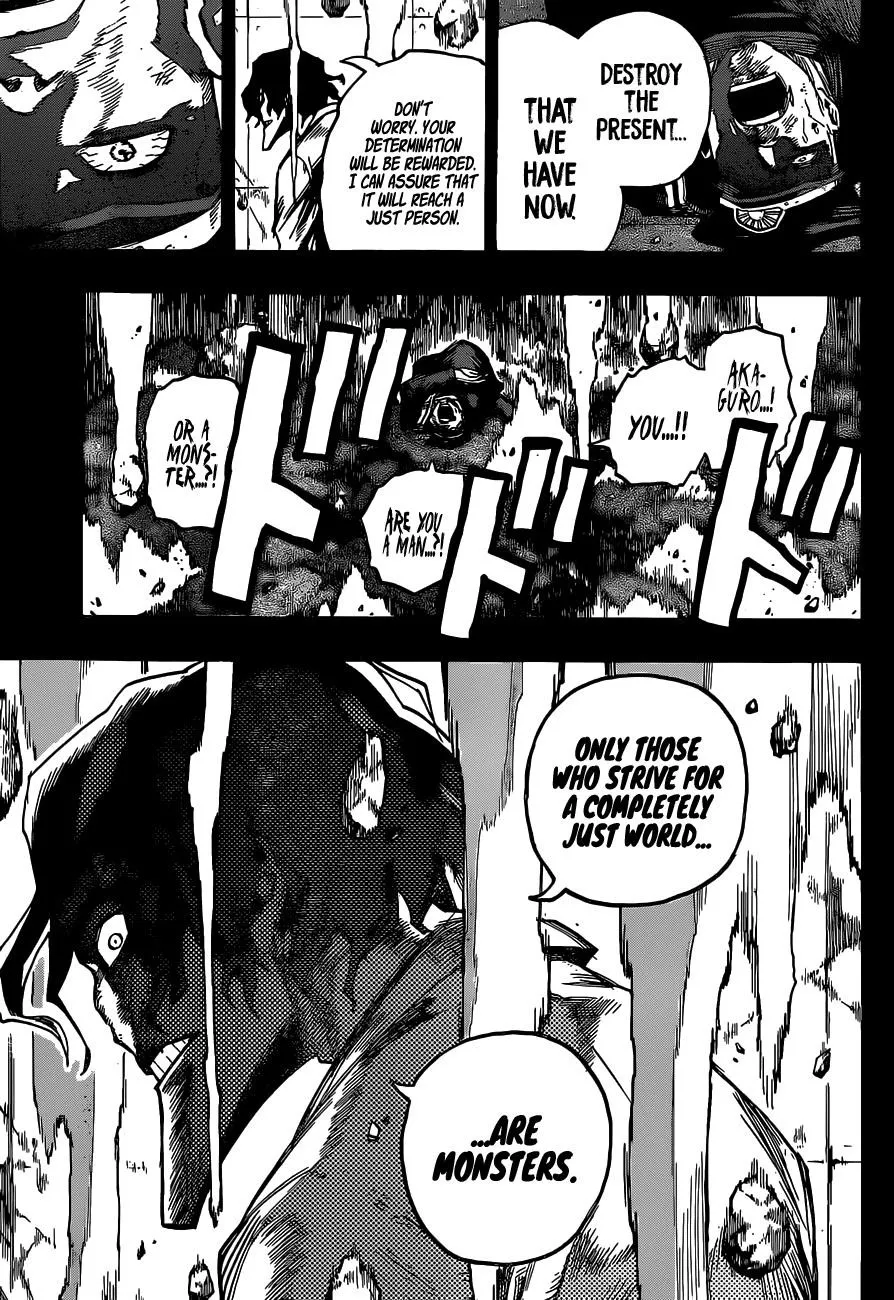 DESTROY
THE
PRESENT...
THAT
WE
HAVE
NOW.
DON'T
WORRY. YOUR
DETERMINATION
WILL BE REWARDED.
I CAN ASSURE THAT
IT WILL REACH A
JUST PERSON.
AKA-
GURO...!
YOU...!!
ド
ド
ド
ARE YOU
A MAN...?!
OR A
MONS-
TER....?!
ONLY THOSE
WHO STRIVE FOR
A COMPLETELY
JUST WORLD...
...ARE
MONSTERS.